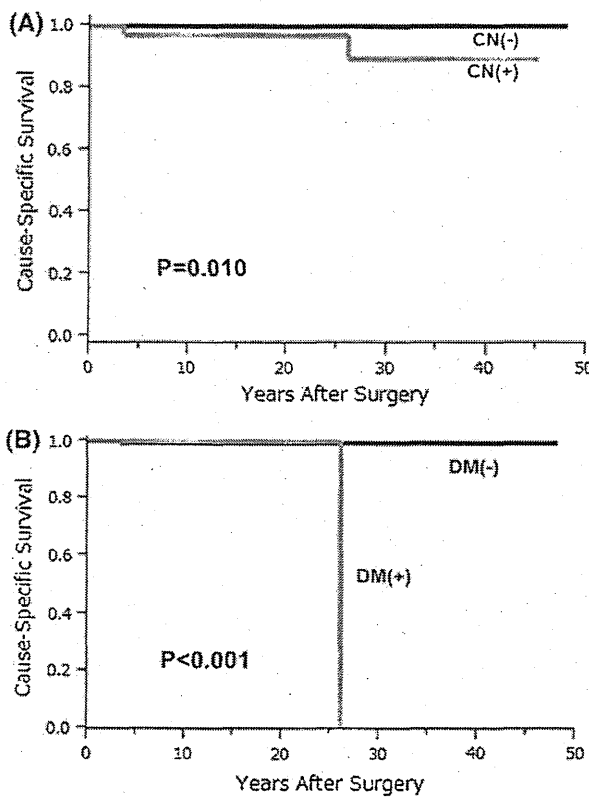 (A)
1.0
CN(-)
CN(+)
0.8
0.6
0.4
0.2
P=0.010
0.0
0 10 20 30 40 50
Cause-Specific Survival
Years After Surgery
(B)
1.0
DM(-)
0.8
0.6
DM(+)
0.4
0.2
P<0.001
0.0
0 10 20 30 40 50
Cause-Specific Survival
Years After Surgery